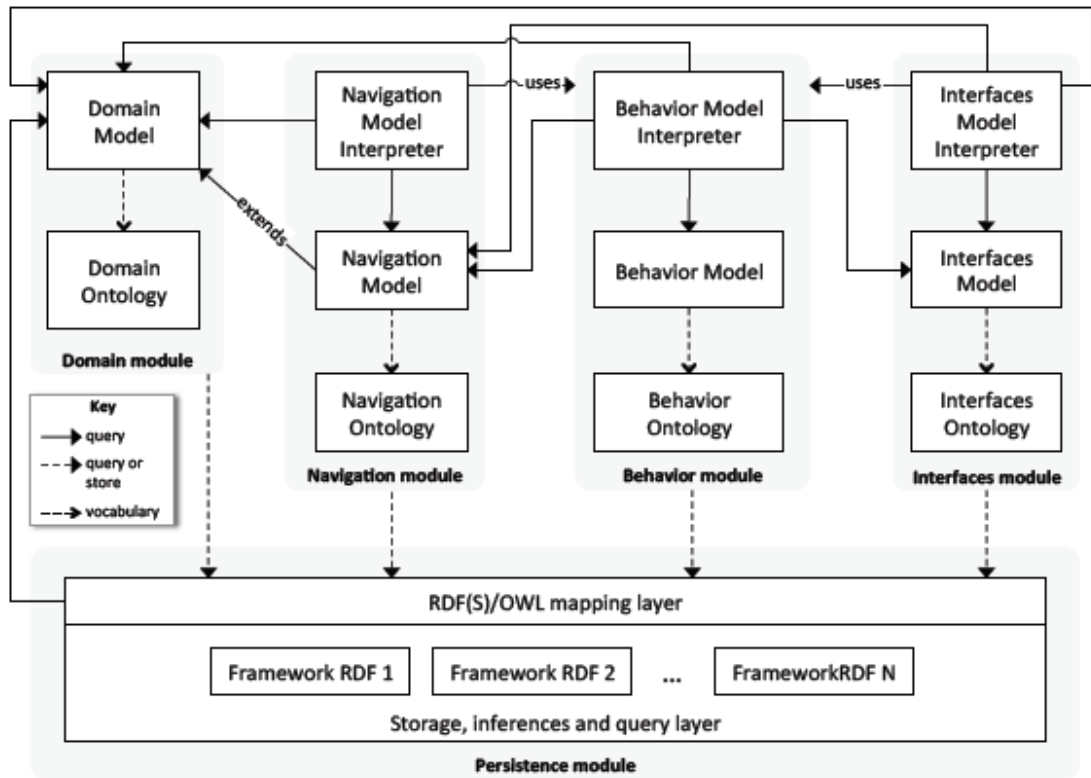 Domain
Model
Navigation
Model
Interpreter
uses
Behavior Model
Interpreter
uses
Interfaces
Model
Interpreter
extends
Domain
Ontology
Navigation
Model
Behavior Model
Interfaces
Model
Domain module
Navigation
Ontology
Behavior
Ontology
Interfaces
Ontology
Key
query
query or
store
vocabulary
Navigation module
Behavior module
Interfaces module
RDF(S)/OWL mapping layer
Framework RDF 1
Framework RDF 2
...
FrameworkRDF N
Storage, inferences and query layer
Persistence module